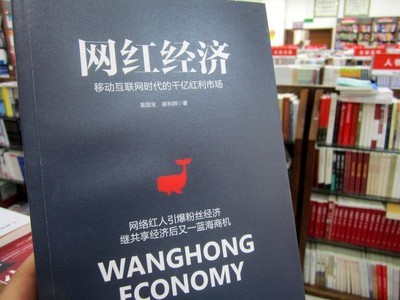 网红经济
移动互联网时代的千亿红利市场
网络红人引爆粉丝经济
继共享经济后又一蓝海商机
WANGHONG
ECONOMY